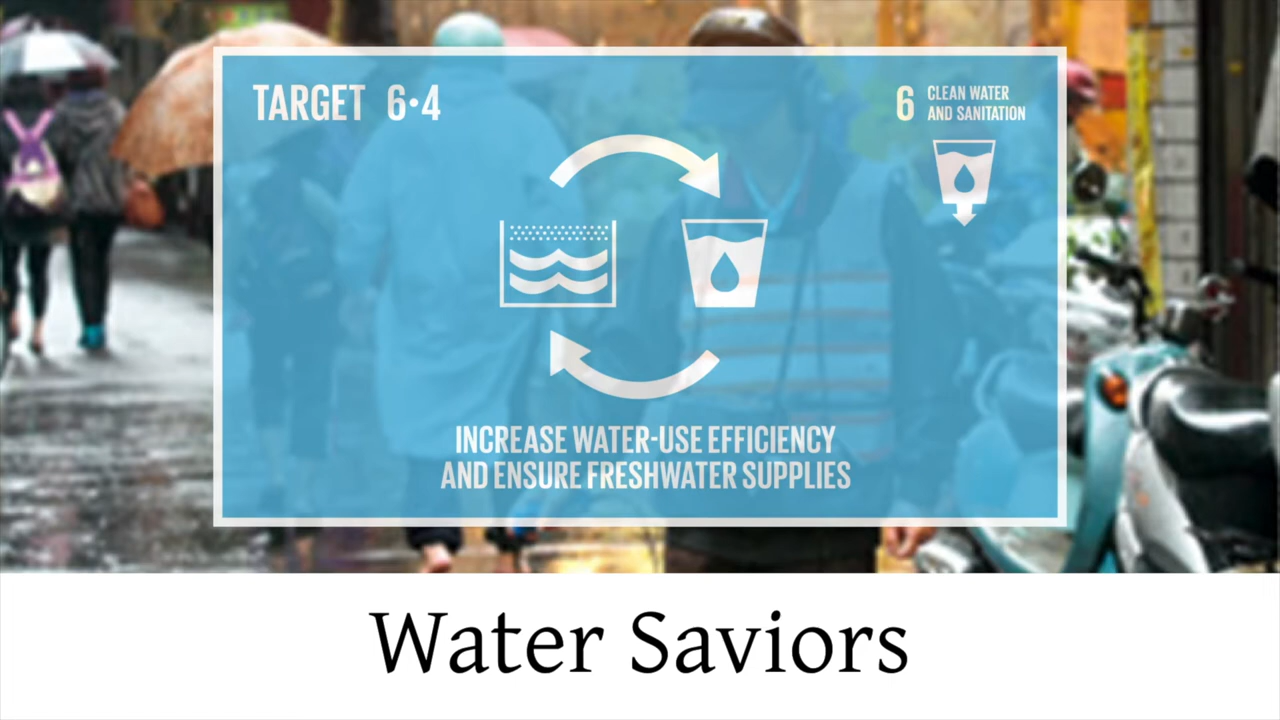 TARGET 6•4
6 CLEAN WATER
AND SANITATION
INCREASE WATER-USE EFFICIENCY
AND ENSURE FRESHWATER SUPPLIES
Water Saviors